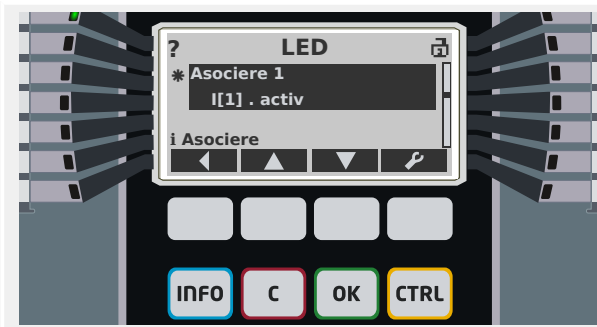 ? LED
* Asociere 1
I[1] . activ
i Asociere
INFO C OK CTRL